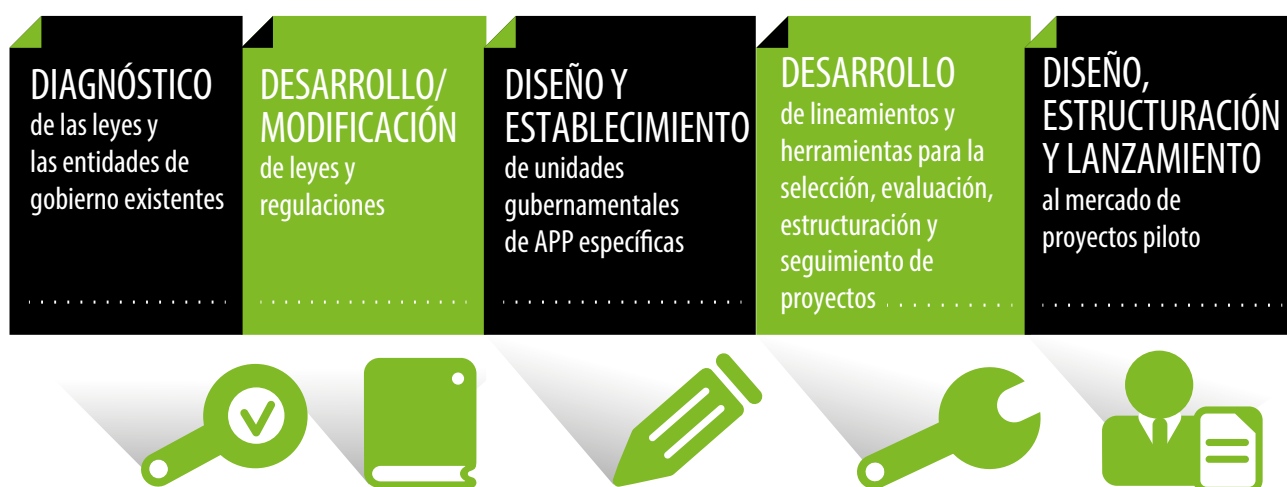 DIAGNÓSTICO
de las leyes y
las entidades de
gobierno existentes
DESARROLLO/
MODIFICACIÓN
de leyes y
regulaciones
DISEÑO Y
ESTABLECIMIENTO
de unidades
gubernamentales
de APP específicas
DESARROLLO
de lineamientos y
herramientas para la
selección, evaluación,
estructuración y
seguimiento de
proyectos
DISEÑO,
ESTRUCTURACIÓN
Y LANZAMIENTO
al mercado de
proyectos piloto